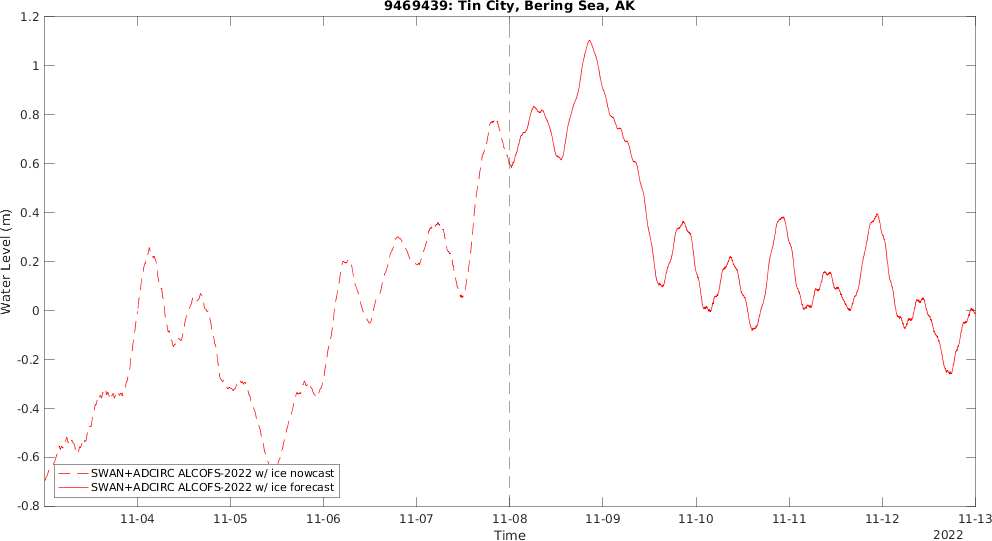 9469439: Tin City, Bering Sea, AK
1.2
1
0.8
0.6
0.4
0.2
0
-0.2
-0.4
-0.6
-0.8
Water Level (m)
SWAN+ADCIRC ALCOFS-2022 w/ ice nowcast
SWAN+ADCIRC ALCOFS-2022 w/ ice forecast
11-04 11-05 11-06 11-07 11-08 11-09 11-10 11-11 11-12 11-13
Time
2022